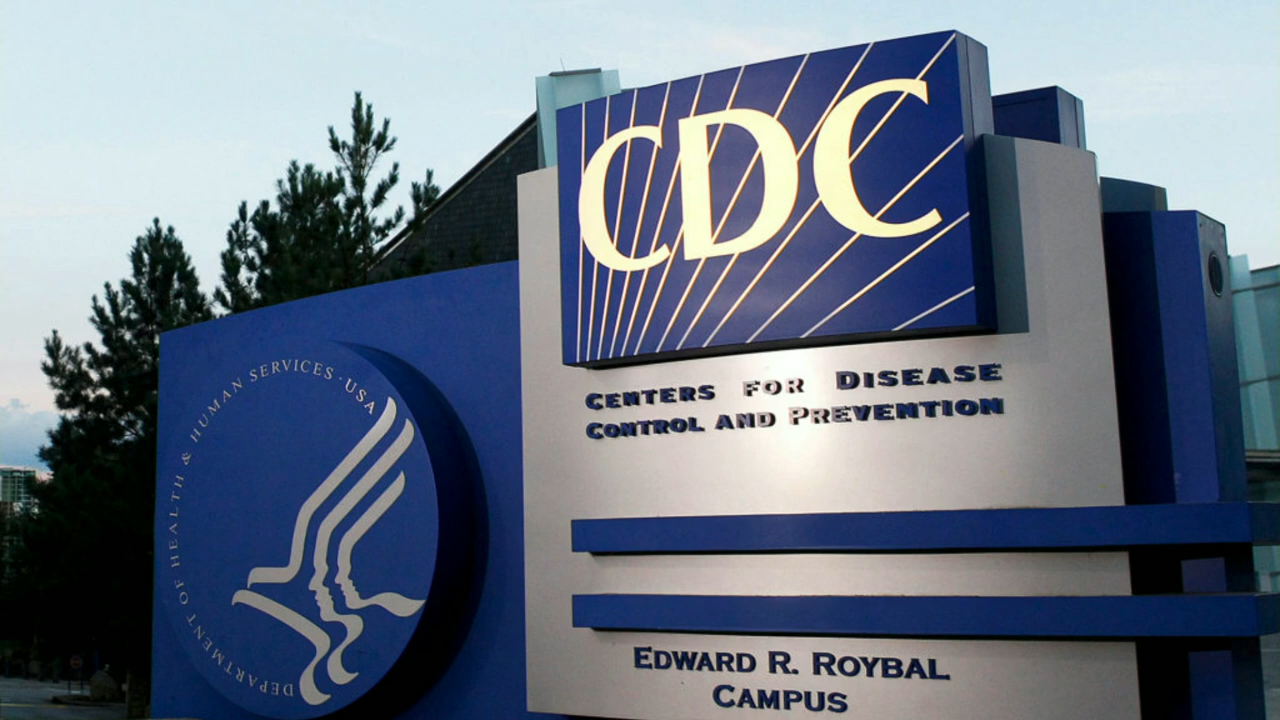 CDC
CENTERS FOR DISEASE
CONTROL AND PREVENTION
EDWARD R. ROYBAL
CAMPUS
DEPARTMENT OF HEALTH & HUMAN SERVICES · USA